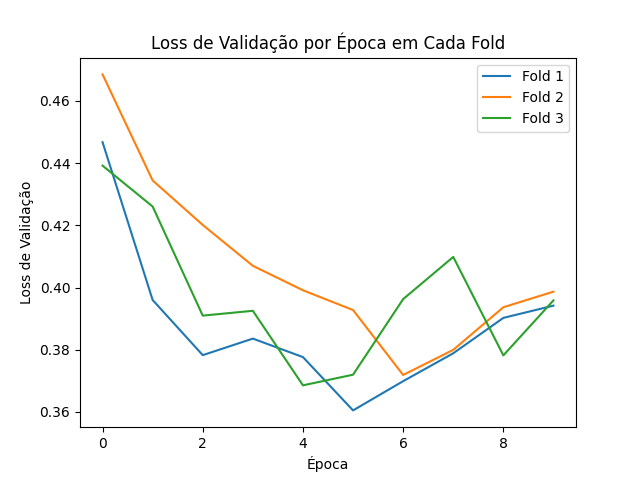 Loss de Validação por Época em Cada Fold
Fold 1
Fold 2
Fold 3
Loss de Validação
0.46
0.44
0.42
0.40
0.38
0.36
0
2
4
6
8
Época